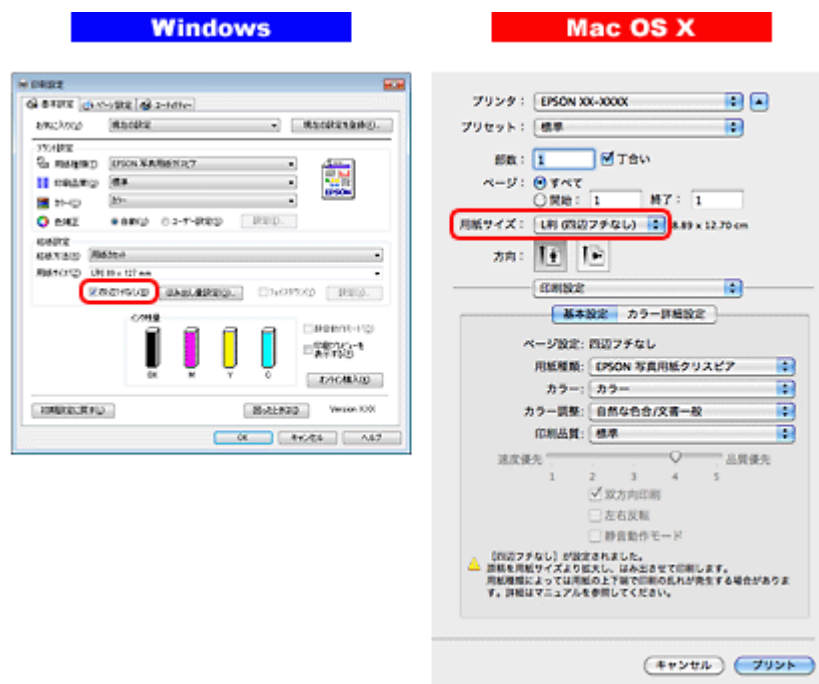 Windows
Mac OS X
印刷設定
基本設定 ページ設定 ユーティリティー
お気に入り(O) 現在の設定 現在の設定を登録(V)...
プリント設定
用紙種類(T) EPSON 写真用紙クリスピア
印刷品質(Q) 標準
カラー(C) カラー
色補正 自動(K) ユーザー設定(D) 設定(J)...
EPSON
給紙設定
給紙方法(S) 用紙カセット
用紙サイズ(Z) L判 89 x 127 mm
四辺フチなし(B) はみ出し量設定(L)...
インク残量
BK M Y C
静音動作モード(Q)
印刷プレビューを
表示する(R)
初期設定に戻す(L) 困ったときは(I) Version X.XX
OK キャンセル ヘルプ
プリンタ： EPSON XX-XXXX
プリセット： 標準
部数： 1 丁合い
ページ： すべて
開始： 1 終了： 1
用紙サイズ： L判 (四辺フチなし) 8.89 x 12.70 cm
方向：
印刷設定
基本設定 カラー詳細設定
ページ設定: 四辺フチなし
用紙種類: EPSON 写真用紙クリスピア
カラー: カラー
カラー調整: 自然な色合/文書一般
印刷品質: 標準
速度優先 品質優先
1 2 3 4 5
双方向印刷
左右反転
静音動作モード
[四辺フチなし] が設定されました。
原稿を用紙サイズより拡大し、はみ出させて印刷します。
用紙種類によっては用紙の上下端で印刷の乱れが発生する場合がありま
す。詳細はマニュアルを参照してください。
キャンセル プリント